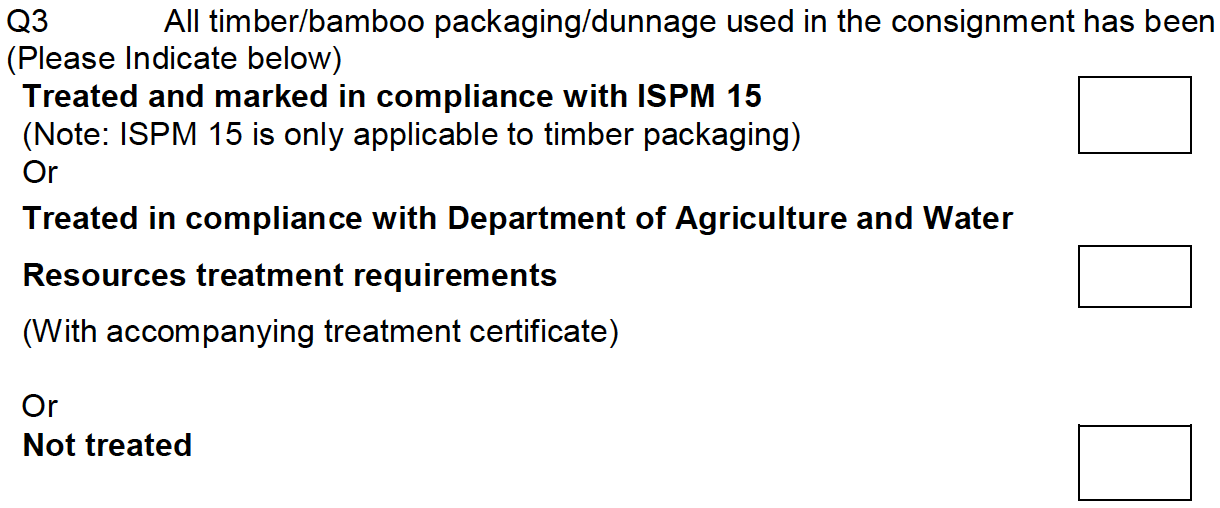 Q3 All timber/bamboo packaging/dunnage used in the consignment has been
(Please Indicate below)
Treated and marked in compliance with ISPM 15
(Note: ISPM 15 is only applicable to timber packaging)
Or
Treated in compliance with Department of Agriculture and Water
Resources treatment requirements
(With accompanying treatment certificate)
Or
Not treated